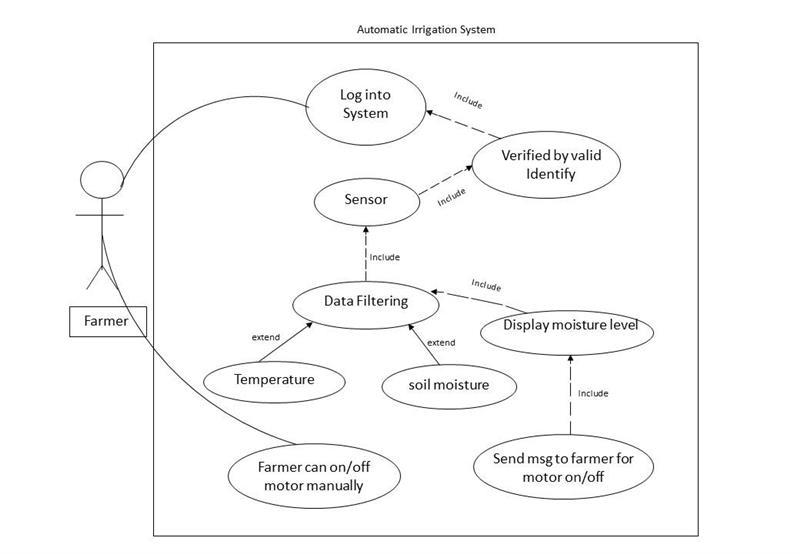 Automatic Irrigation System
Log into
System
Include
Verified by valid
Identify
Include
Sensor
Include
Data Filtering
Include
Display moisture level
Farmer
extend
extend
Temperature
soil moisture
Include
Farmer can on/off
motor manually
Send msg to farmer for
motor on/off